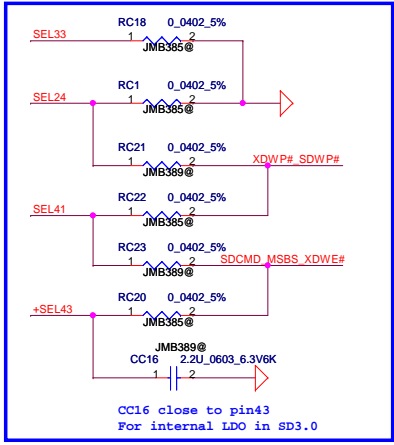 RC18 0_0402_5%
SEL33 1 2
JMB385@
RC1 0_0402_5%
SEL24 1 2
JMB385@
RC21 0_0402_5%
1 2 XDWP#_SDWP#
JMB389@
RC22 0_0402_5%
SEL41 1 2
JMB385@
RC23 0_0402_5%
1 2 SDCMD_MSBS_XDWE#
JMB389@
RC20 0_0402_5%
+SEL43 1 2
JMB385@
JMB389@
CC16 2.2U_0603_6.3V6K
1 2
CC16 close to pin43
For internal LDO in SD3.0